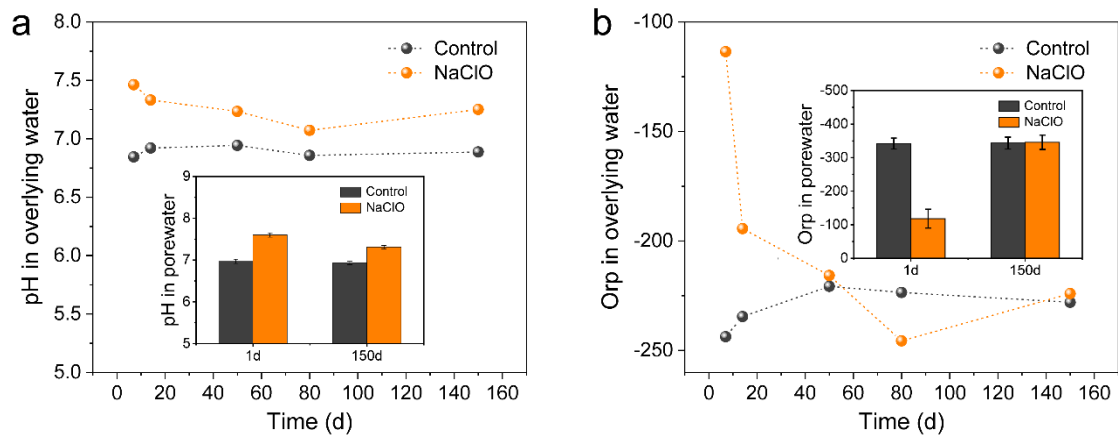 a
8.0
7.5
7.0
6.5
6.0
5.5
5.0
pH in overlying water
Control
NaClO
9
8
7
6
5
pH in porewater
Control
NaClO
1d
150d
0
20
40
60
80
100
120
140
160
Time (d)
b
-100
-150
-200
-250
Orp in overlying water
Control
NaClO
-500
-400
-300
-200
-100
0
Orp in porewater
Control
NaClO
1d
150d
0
20
40
60
80
100
120
140
160
Time (d)